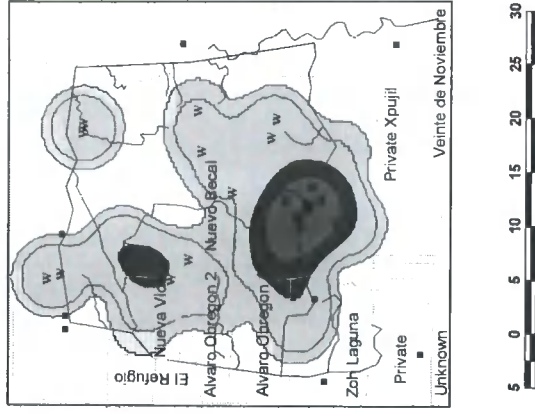 w
w
w
w
w
w
w
w
w
w
w
El Refugio
Nueva Vid
Alvaro Obregon 2
Nuevo Becal
Alvaro Obregon
Zoh Laguna
Private
Private Xpujil
Unknown
Veinte de Noviembre
5 0 5 10 15 20 25 30